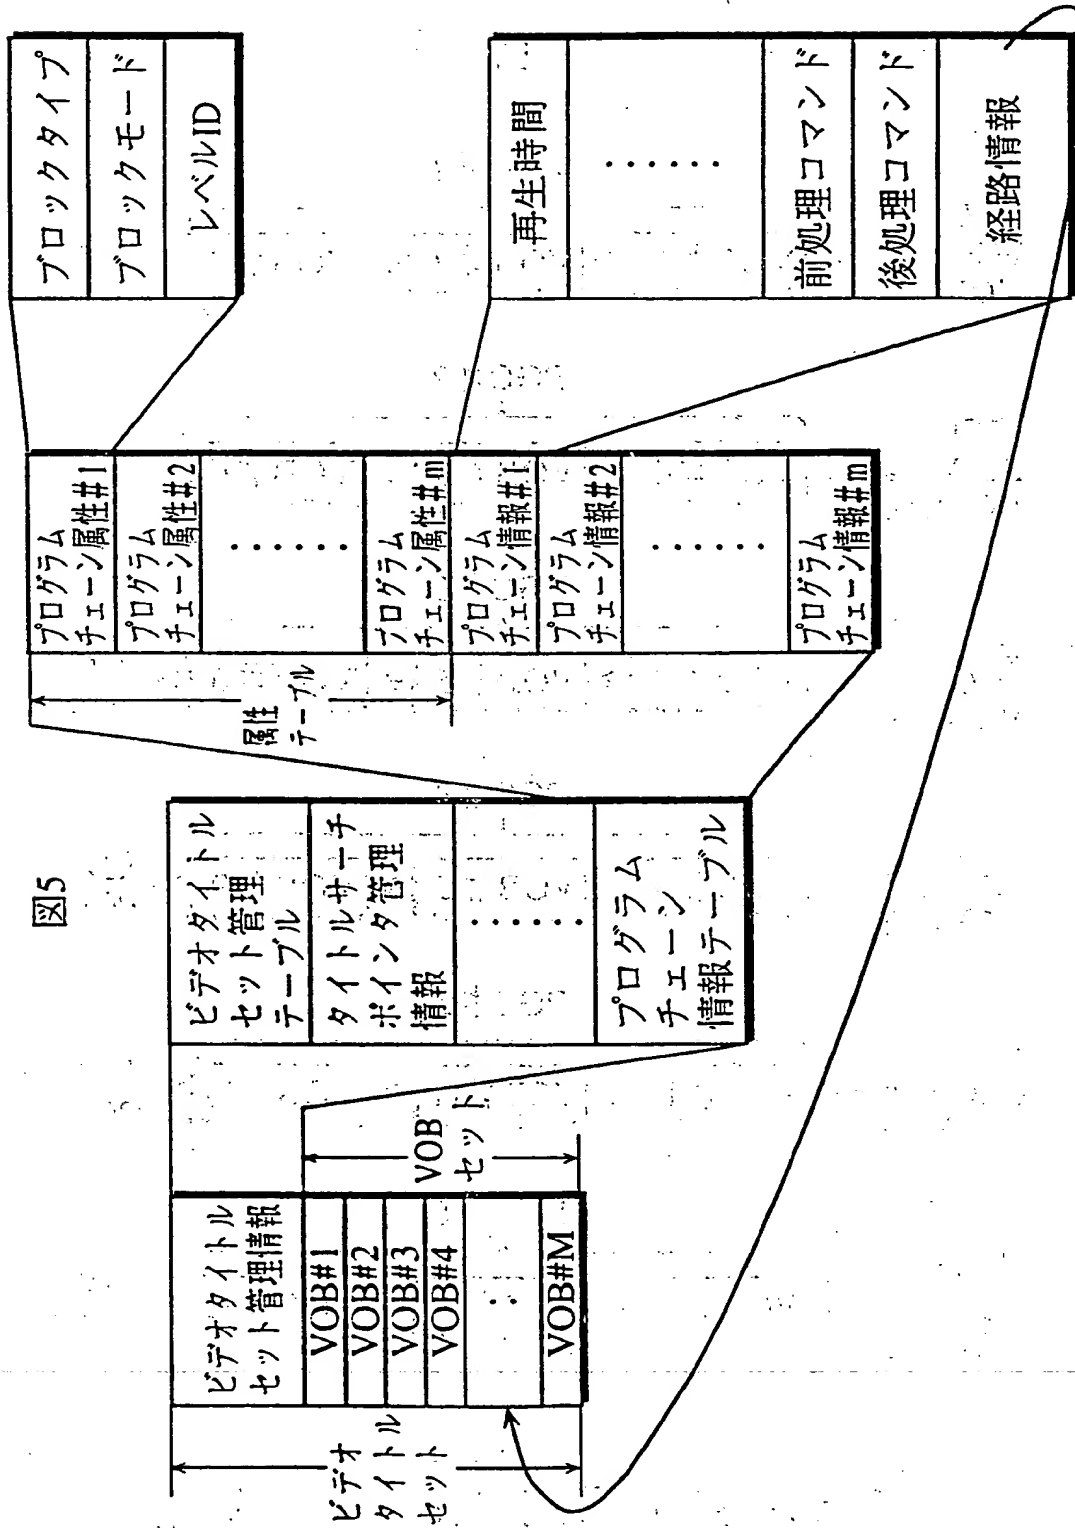 図5
ビデオ
タイトル
セット
ビデオタイトル
セット管理情報
VOB#1
VOB#2
VOB#3
VOB#4
:
VOB#M
VOB
セット
ビデオタイトル
セット管理
テーブル
タイトルサーチ
ポインタ管理
情報
......
プログラム
チェーン
情報テーブル
属性
テーブル
プログラム
チェーン属性#1
プログラム
チェーン属性#2
......
プログラム
チェーン属性#m
プログラム
チェーン情報#1
プログラム
チェーン情報#2
......
プログラム
チェーン情報#m
ブロックタイプ
ブロックモード
レベルID
再生時間
......
前処理コマンド
後処理コマンド
経路情報